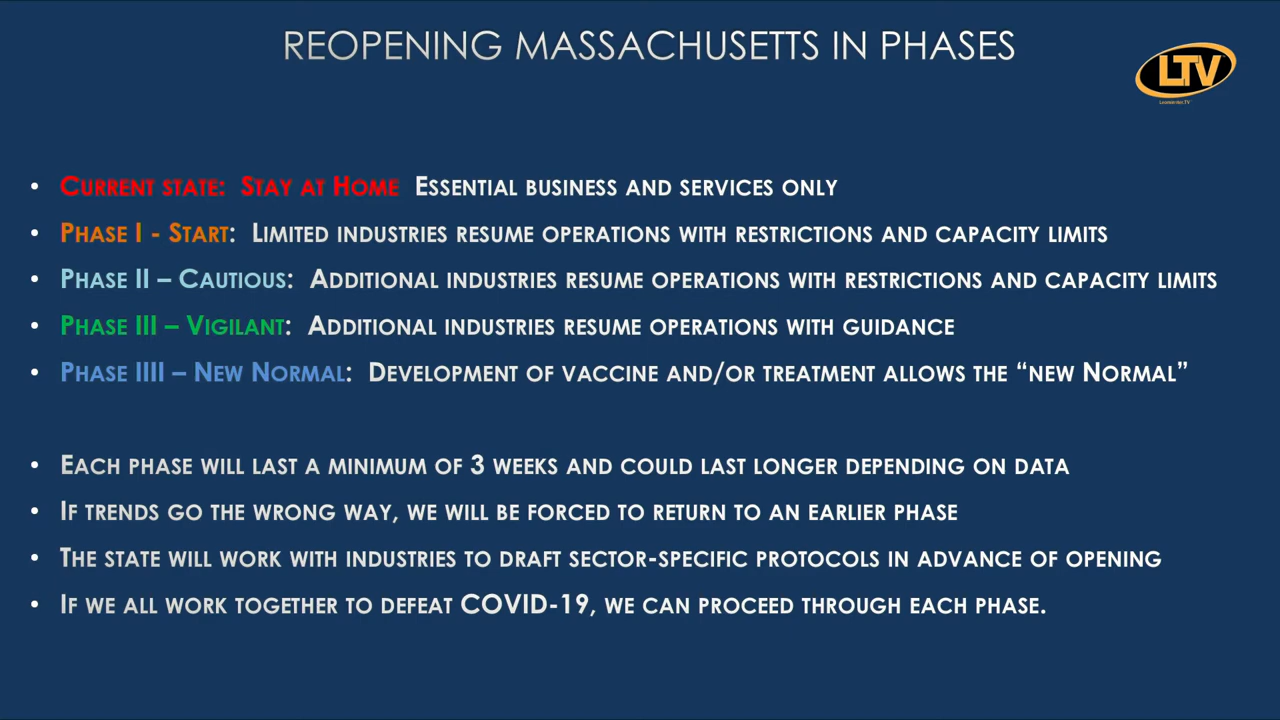 REOPENING MASSACHUSETTS IN PHASES
LTV
• CURRENT STATE: STAY AT HOME ESSENTIAL BUSINESS AND SERVICES ONLY
• PHASE I - START: LIMITED INDUSTRIES RESUME OPERATIONS WITH RESTRICTIONS AND CAPACITY LIMITS
• PHASE II – CAUTIOUS: ADDITIONAL INDUSTRIES RESUME OPERATIONS WITH RESTRICTIONS AND CAPACITY LIMITS
• PHASE III – VIGILANT: ADDITIONAL INDUSTRIES RESUME OPERATIONS WITH GUIDANCE
• PHASE IIII – NEW NORMAL: DEVELOPMENT OF VACCINE AND/OR TREATMENT ALLOWS THE “NEW NORMAL”
• EACH PHASE WILL LAST A MINIMUM OF 3 WEEKS AND COULD LAST LONGER DEPENDING ON DATA
• IF TRENDS GO THE WRONG WAY, WE WILL BE FORCED TO RETURN TO AN EARLIER PHASE
• THE STATE WILL WORK WITH INDUSTRIES TO DRAFT SECTOR-SPECIFIC PROTOCOLS IN ADVANCE OF OPENING
• IF WE ALL WORK TOGETHER TO DEFEAT COVID-19, WE CAN PROCEED THROUGH EACH PHASE.